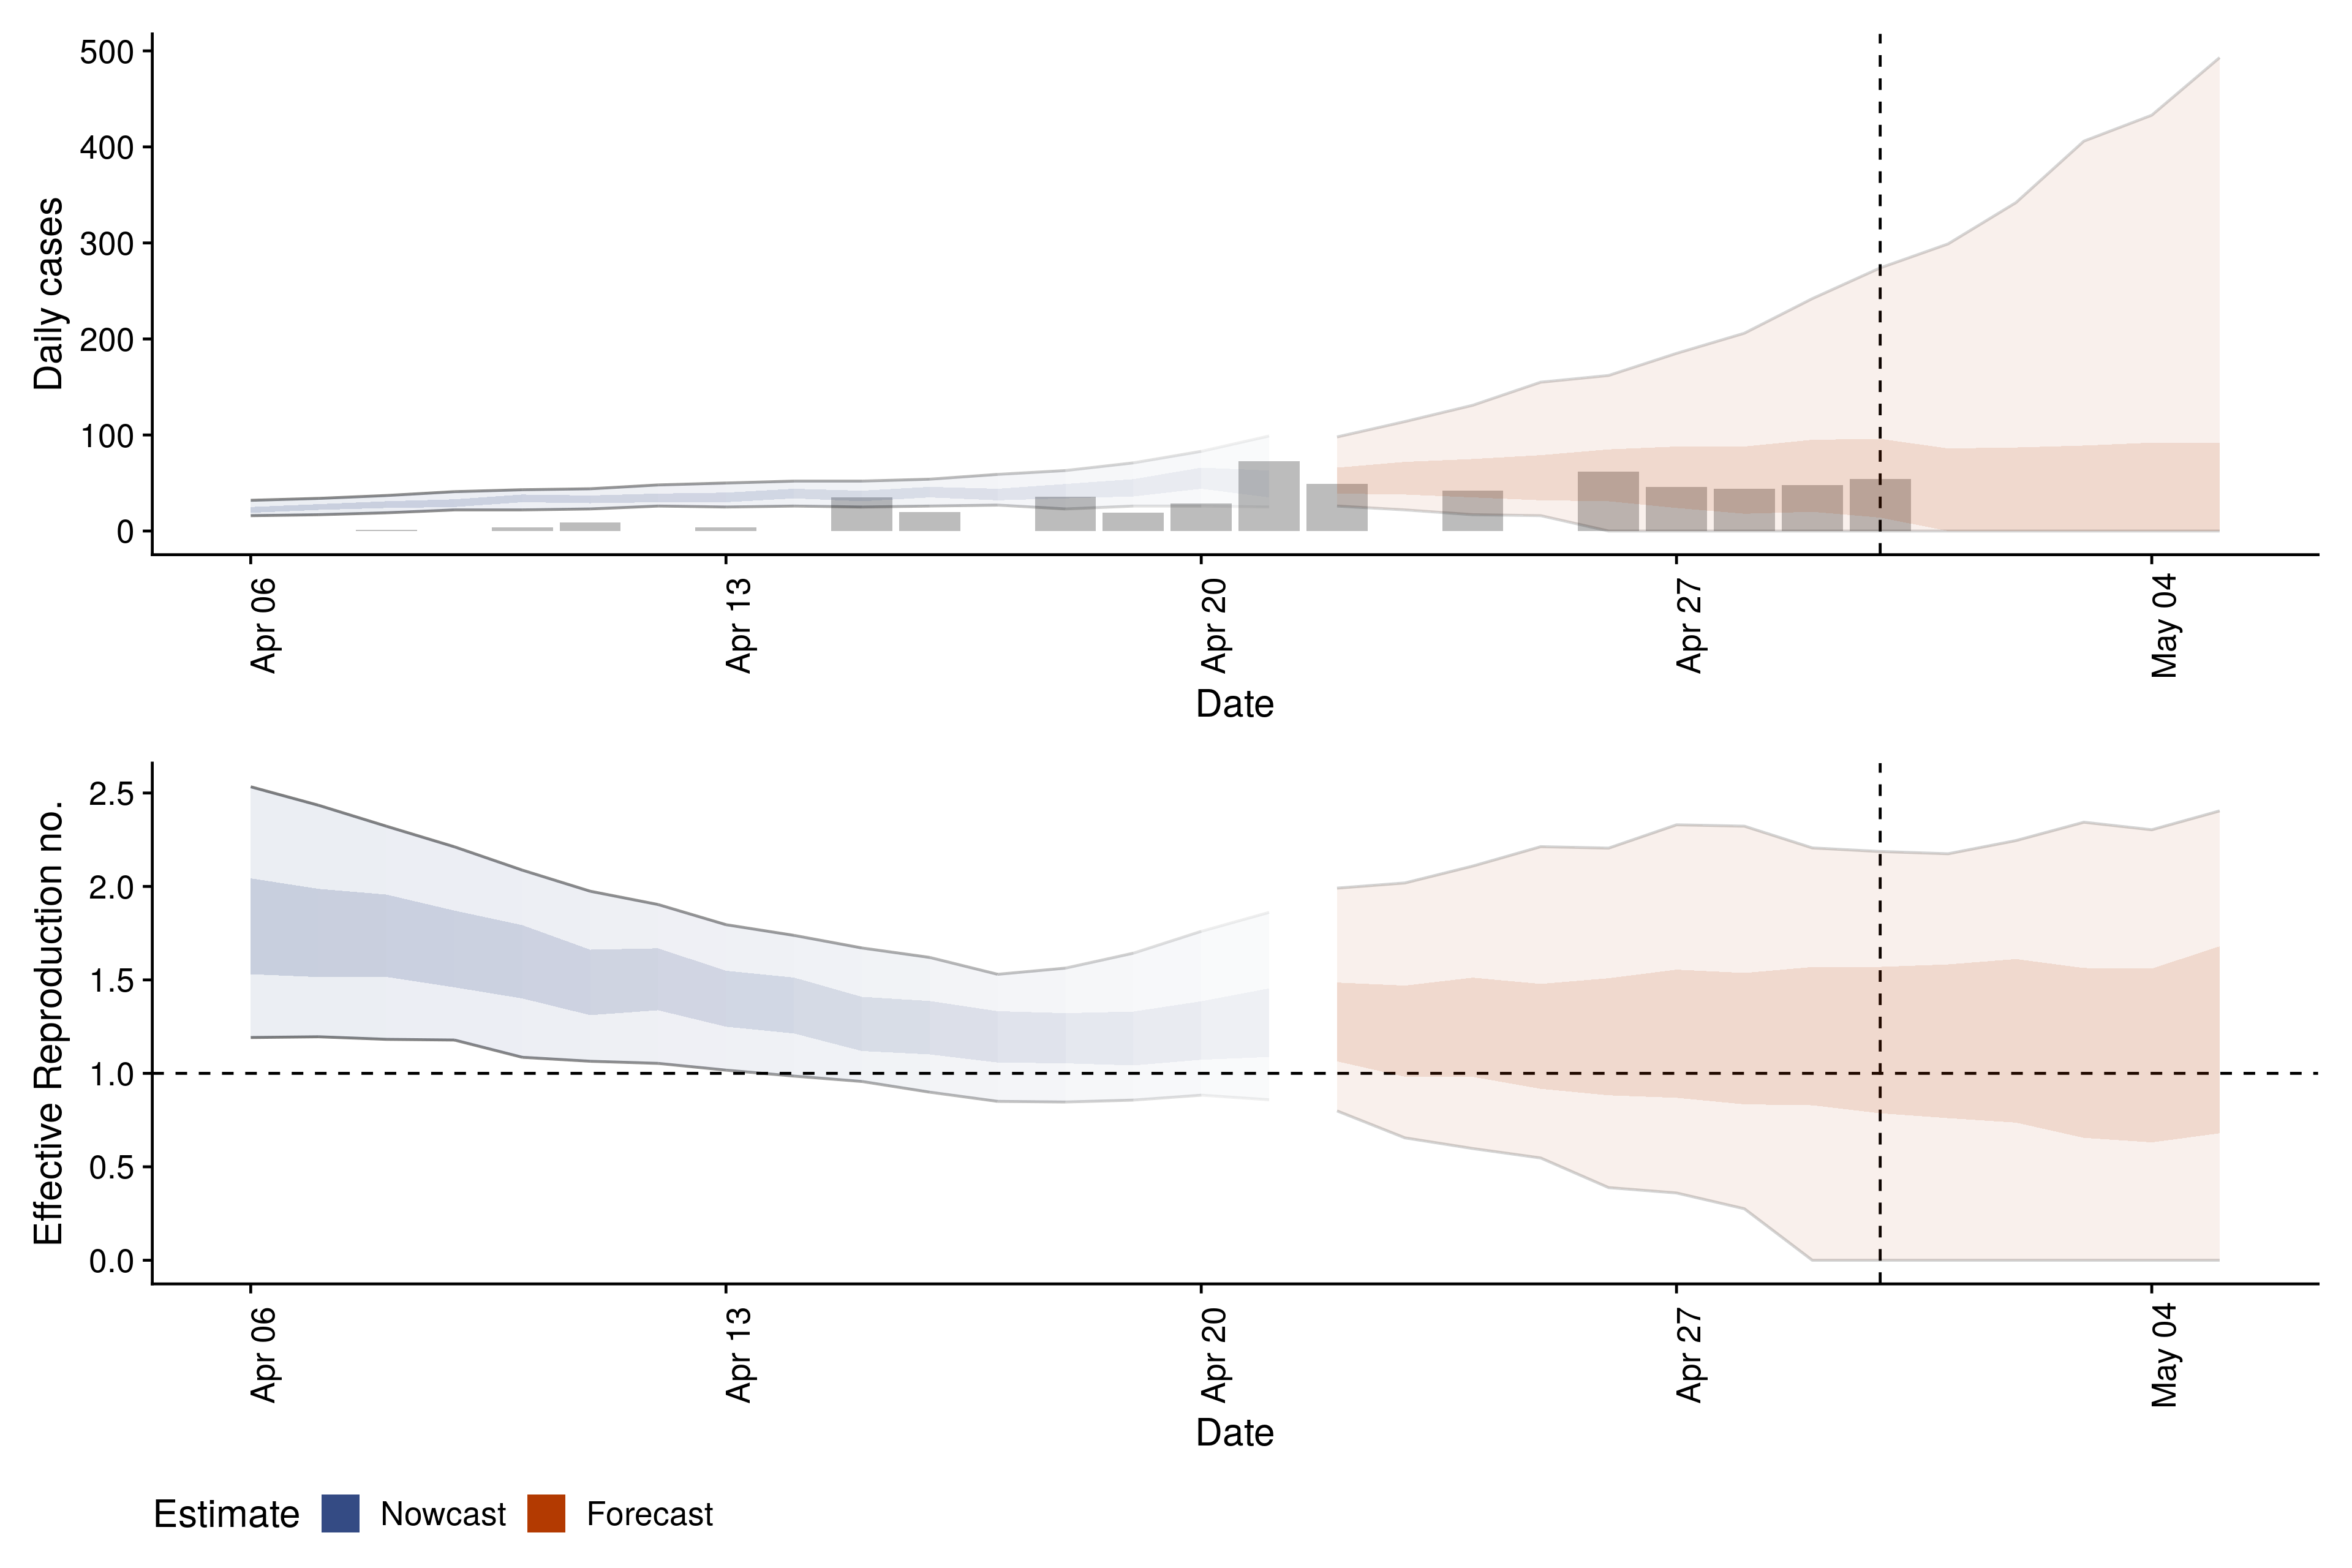 500
400
300
200
100
0
Daily cases
Apr 06
Apr 13
Apr 20
Apr 27
May 04
Date
2.5
2.0
1.5
1.0
0.5
0.0
Effective Reproduction no.
Apr 06
Apr 13
Apr 20
Apr 27
May 04
Date
Estimate Nowcast Forecast